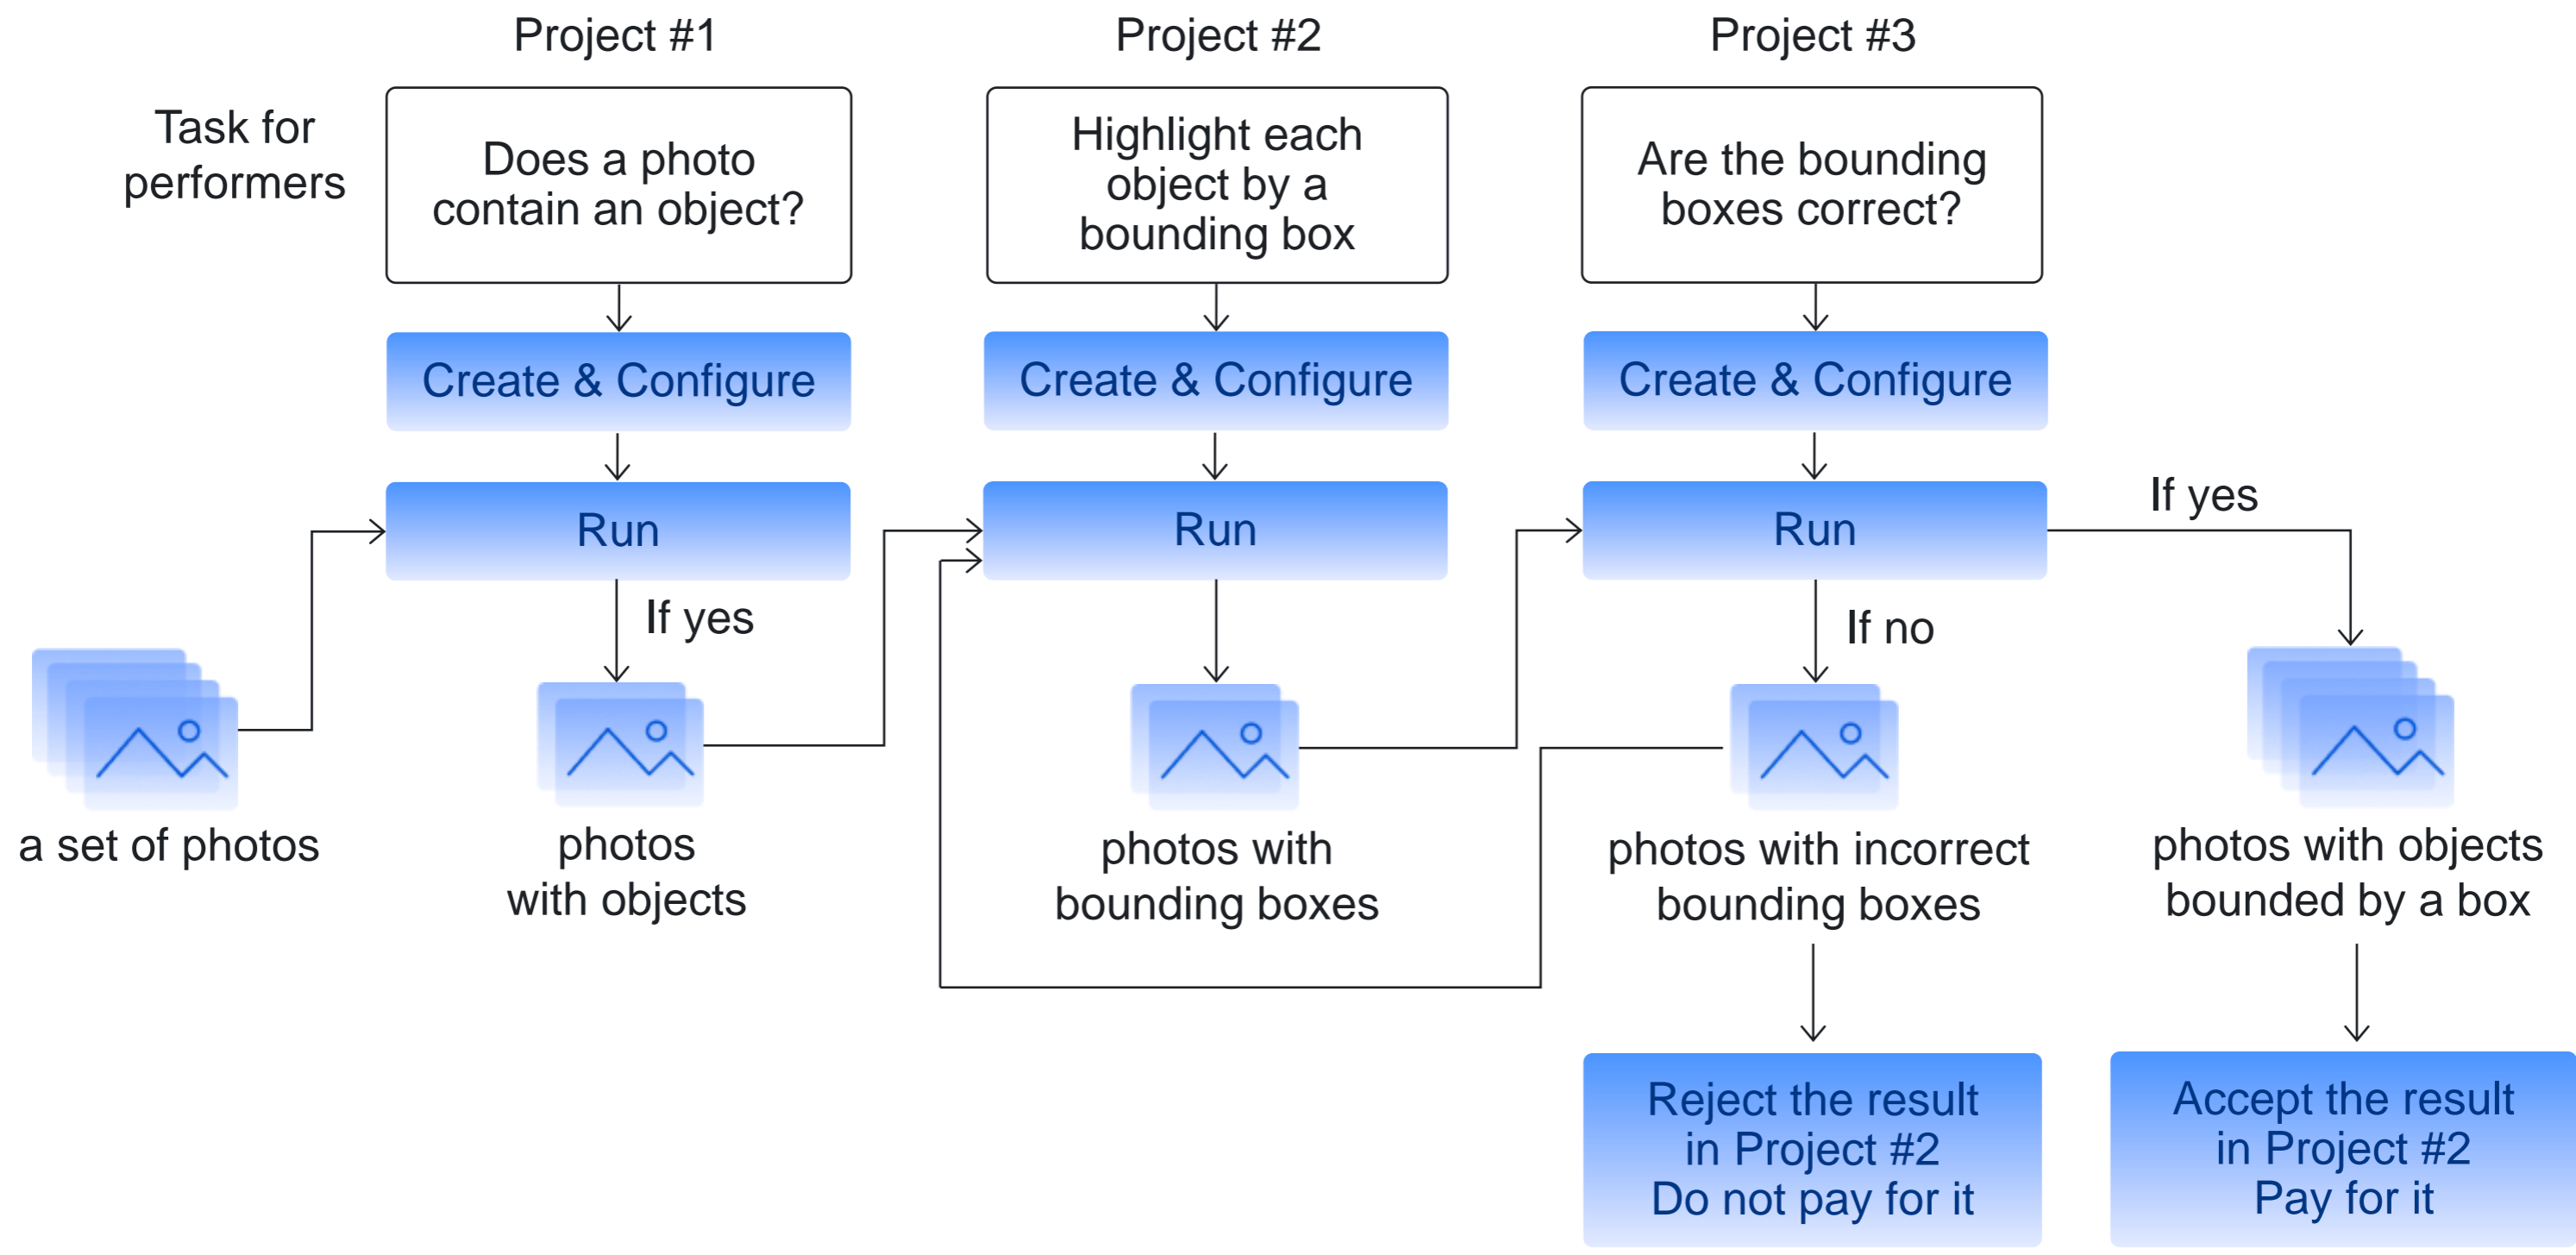 Project #1
Project #2
Project #3
Task for
performers
Does a photo
contain an object?
Highlight each
object by a
bounding box
Are the bounding
boxes correct?
Create & Configure
Create & Configure
Create & Configure
Run
Run
Run
If yes
If yes
If no
a set of photos
photos
with objects
photos with
bounding boxes
photos with incorrect
bounding boxes
photos with objects
bounded by a box
Reject the result
in Project #2
Do not pay for it
Accept the result
in Project #2
Pay for it